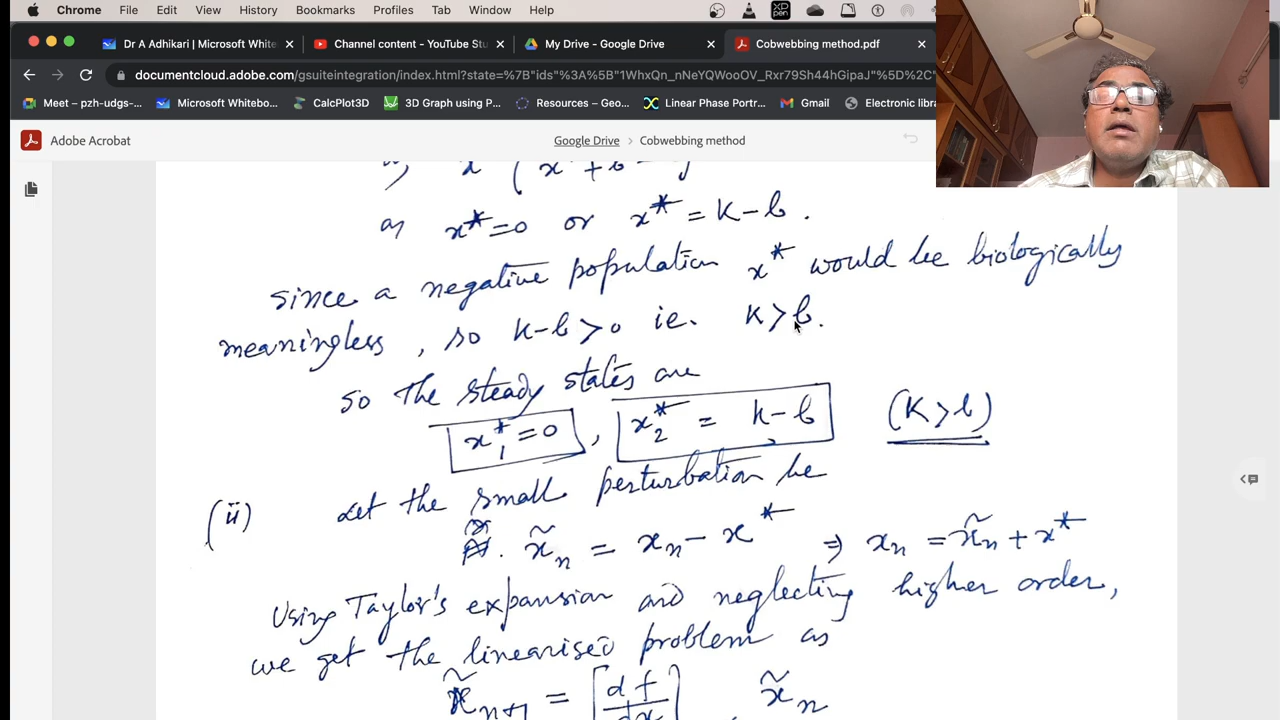 Chrome File Edit View History Bookmarks Profiles Tab Window Help
Dr A Adhikari | Microsoft White Channel content - YouTube Stu My Drive - Google Drive Cobwebbing method.pdf
documentcloud.adobe.com/gsuiteintegration/index.html?state=%7B"ids"%3A%5B"1WhxQn_nNeYQWooOV_Rxr79Sh44hGipaJ"%5D%2C"
Meet – pzh-udgs-... Microsoft Whitebo... CalcPlot3D 3D Graph using P... Resources – Geo... Linear Phase Portr... Gmail Electronic libra
Adobe Acrobat Google Drive > Cobwebbing method
x* = 0 or x* = K - b .
since a negative population x* would be biologically
meaningless , so K-b > 0 ie. K > b.
so the steady states are
x₁* = 0 , x₂* = K - b (K > b)
(ii) Let the small perturbation be
x̃ₙ = xₙ - x* ⇒ xₙ = x̃ₙ + x*
Using Taylor's expansion and neglecting higher order,
we get the linearised problem as
x̃ₙ₊₁ = [df/dx] x̃ₙ